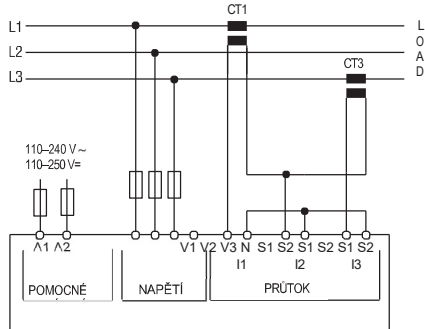 CT1
L1
L
L2
O
A
L3
D
CT3
110–240 V ~
110–250 V=
A1 A2
V1 V2 V3 N S1 S2 S1 S2 S1 S2
I1 I2 I3
POMOCNÉ
NAPĚTÍ
PRŮTOK